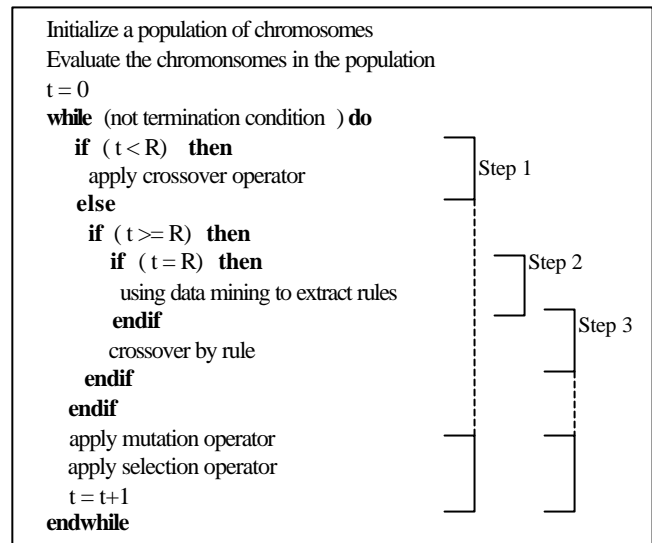 Initialize a population of chromosomes
Evaluate the chromonsomes in the population
t = 0
while (not termination condition ) do
if ( t < R) then
Step 1
apply crossover operator
else
if ( t >= R) then
if ( t = R) then
Step 2
using data mining to extract rules
endif
Step 3
crossover by rule
endif
endif
apply mutation operator
apply selection operator
t = t+1
endwhile